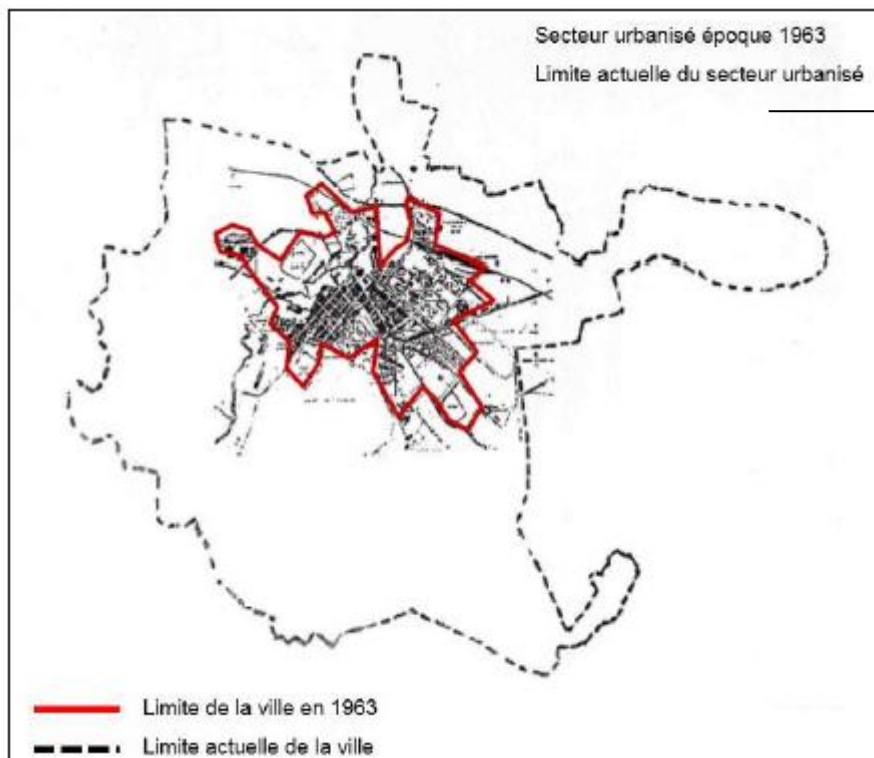 Secteur urbanisé époque 1963
Limite actuelle du secteur urbanisé
Limite de la ville en 1963
Limite actuelle de la ville